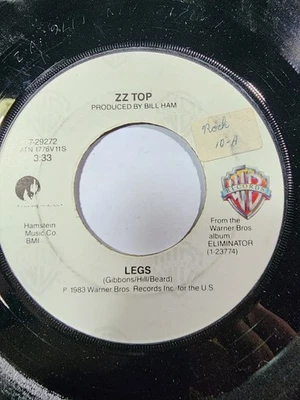 ZZ TOP
PRODUCED BY BILL HAM
7-29272
3:33
Rock
10-A
Hamstein
Music Co
BMI
From the
Warner Bros.
album
ELIMINATOR
(1-23774)
LEGS
(Gibbons/Hill/Beard)
℗ 1983 Warner Bros. Records Inc. for the U.S.